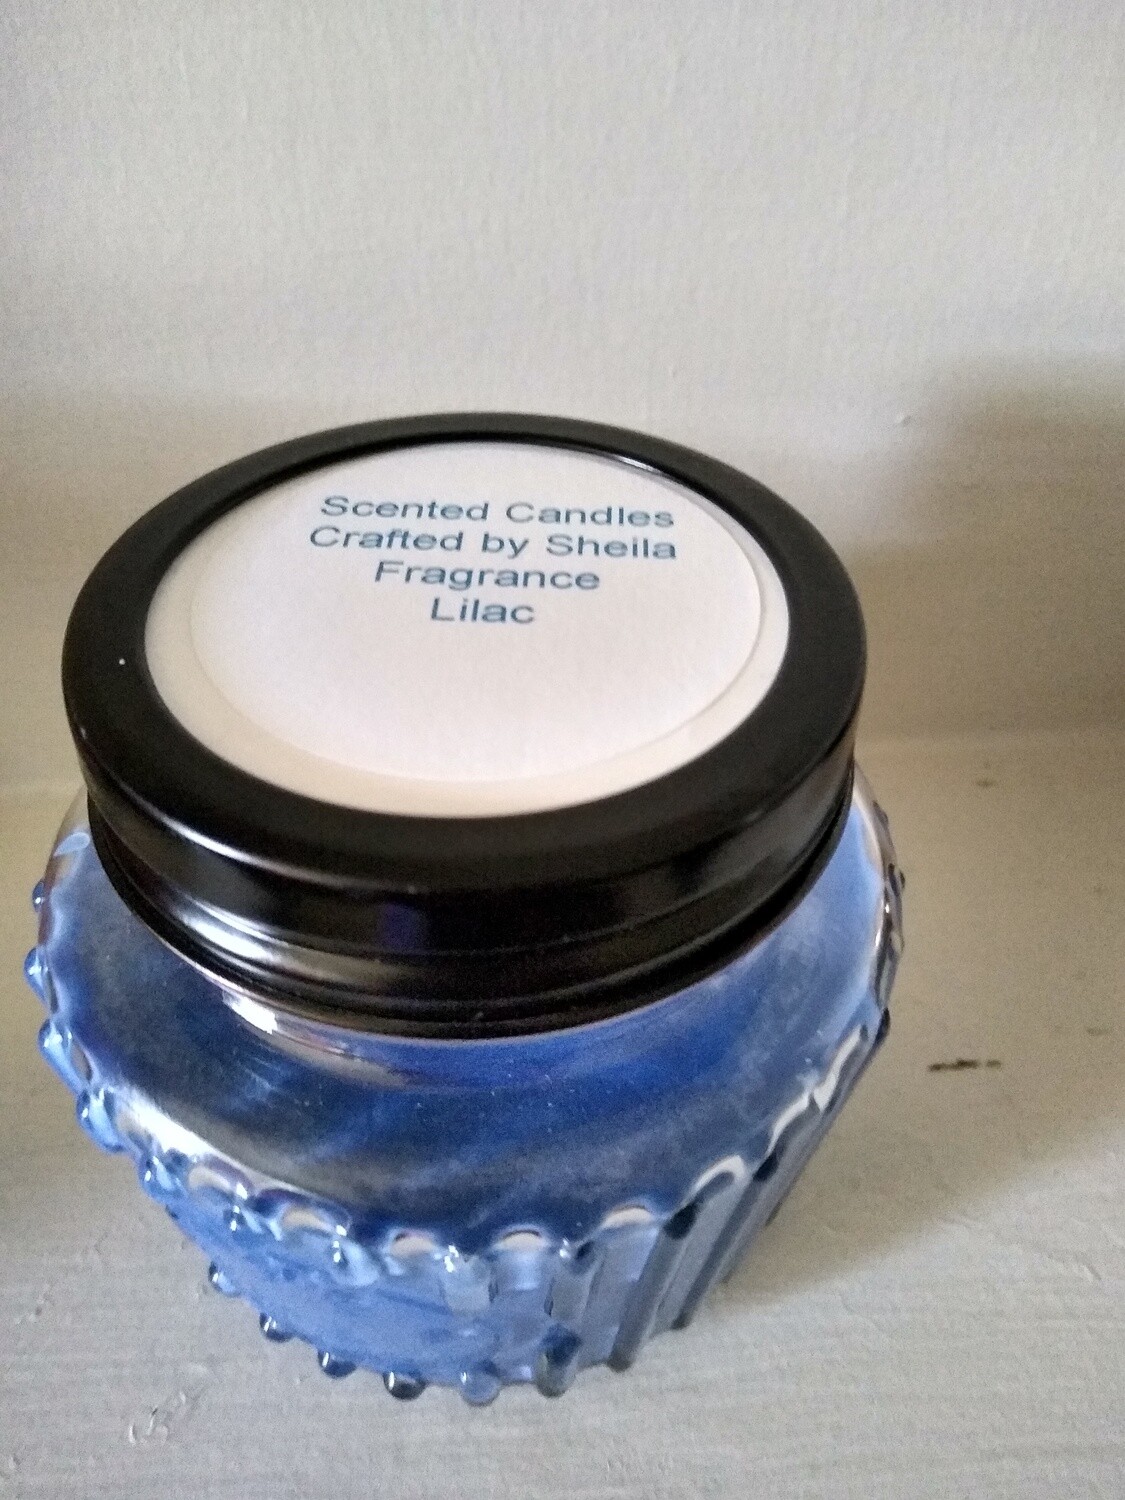 Scented Candles
Crafted by Sheila
Fragrance
Lilac